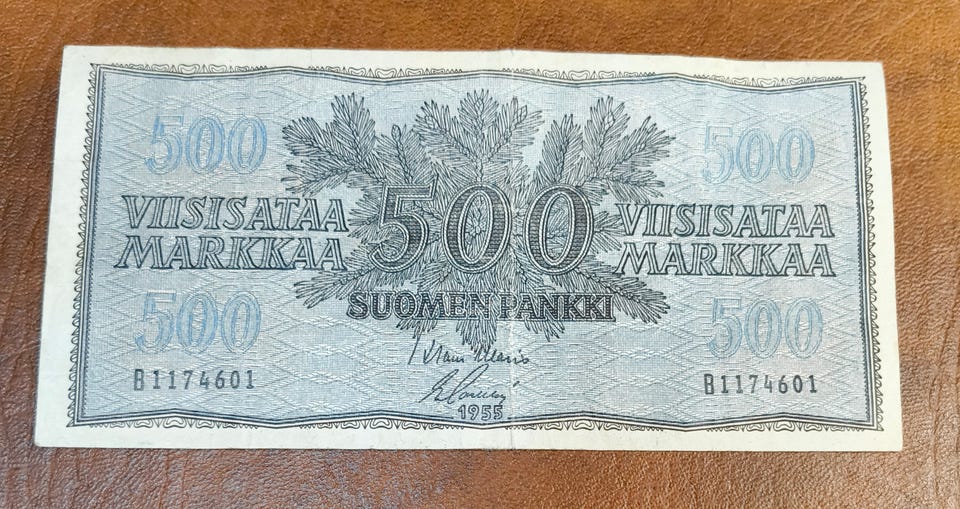 500 500
VIISISATAA 500 VIISISATAA
MARKKAA MARKKAA
500 SUOMEN PANKKI 500
B1174601 B1174601
1955